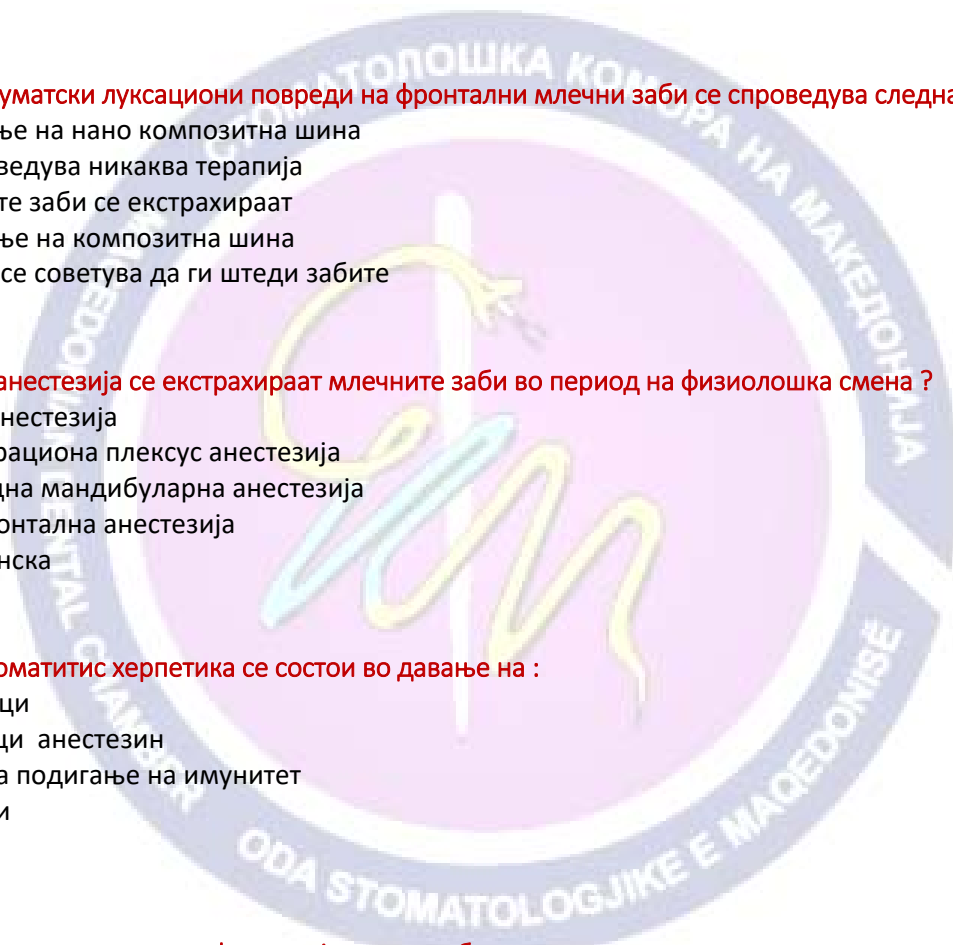 уматски луксациони повреди на фронтални млечни заби се спроведува следна
ње на нано композитна шина
ведува никаква терапија
те заби се екстрахираат
ње на композитна шина
се советува да ги штеди забите
анестезија се екстрахираат млечните заби во период на физиолошка смена ?
нестезија
рациона плексус анестезија
дна мандибуларна анестезија
онтална анестезија
нска
оматитис херпетика се состои во давање на :
ци
ци анестезин
а подигање на имунитет
и
СТОМАТОЛОШКА КОМОРА НА МАКЕДОНИЈА
MACEDONIAN DENTAL CHAMBER
ODA STOMATOLOGJIKE E MAQEDONISË